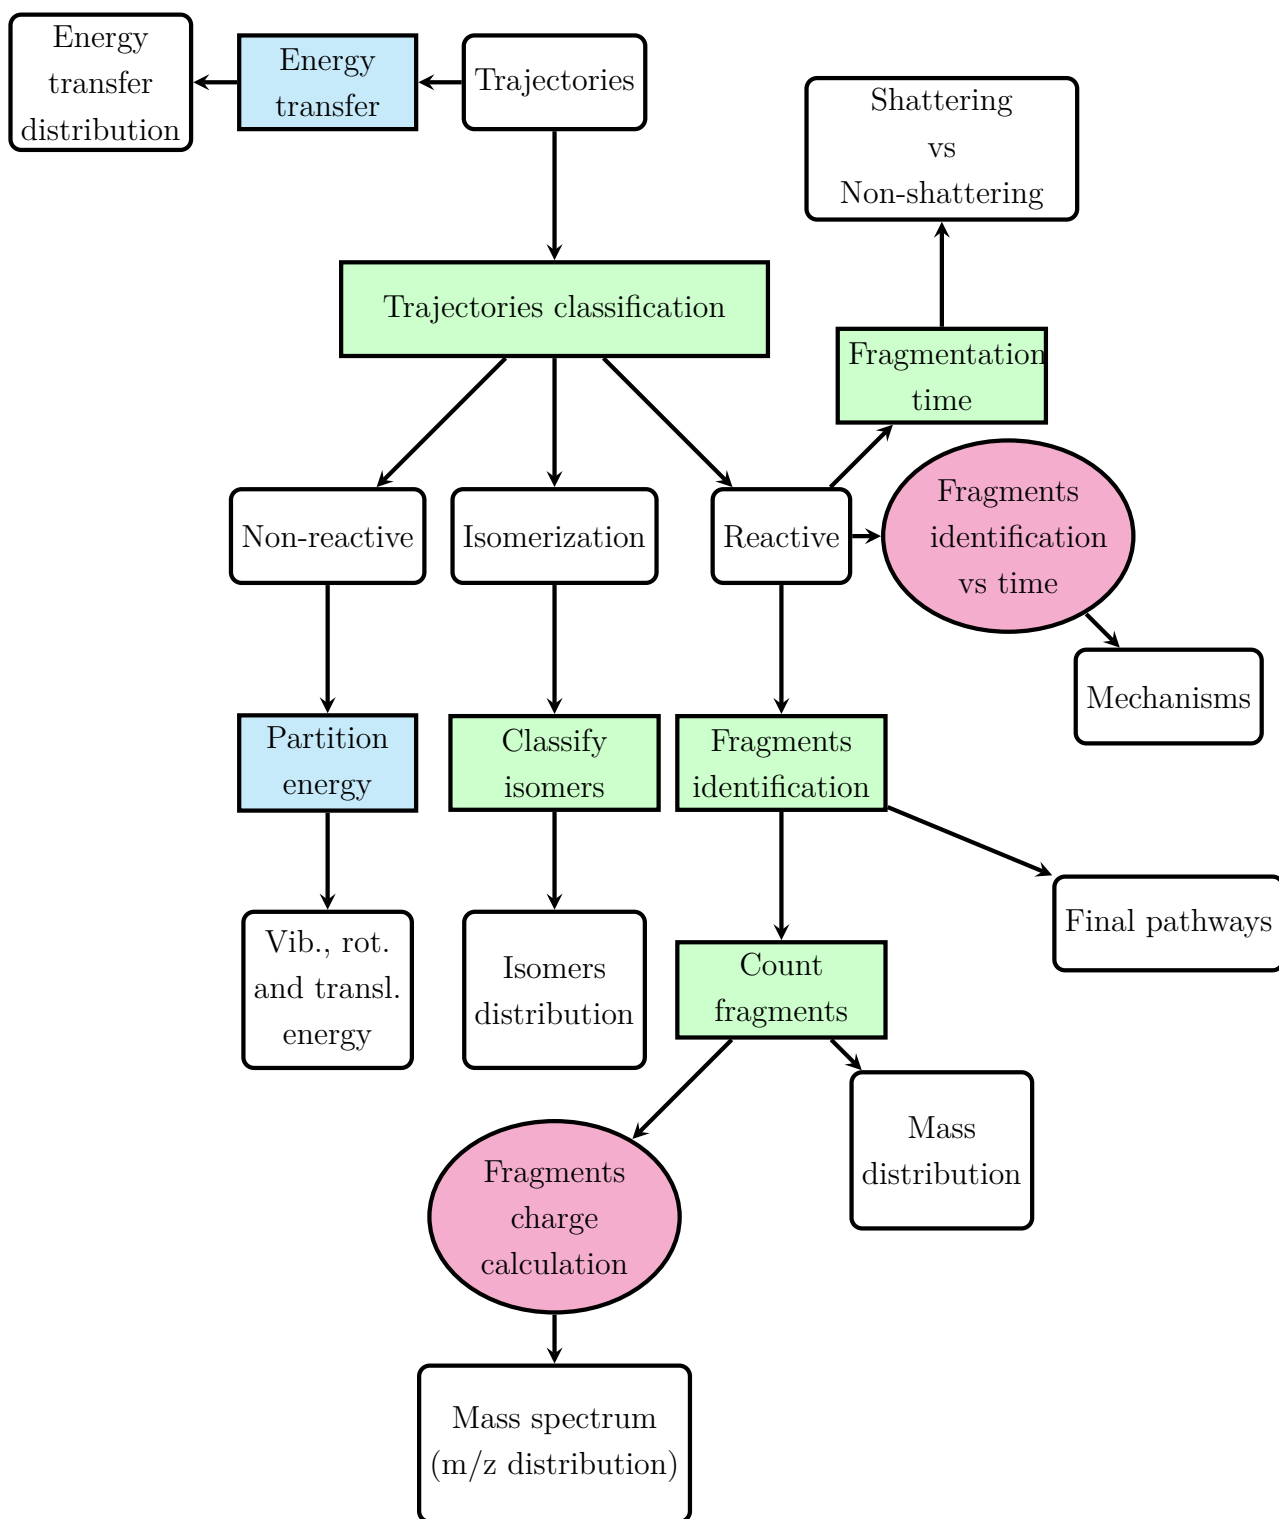 Energy
transfer
distribution
Energy
transfer
Trajectories
Shattering
vs
Non-shattering
Trajectories classification
Fragmentation
time
Non-reactive
Isomerization
Reactive
Fragments
identification
vs time
Mechanisms
Partition
energy
Classify
isomers
Fragments
identification
Final pathways
Vib., rot.
and transl.
energy
Isomers
distribution
Count
fragments
Mass
distribution
Fragments
charge
calculation
Mass spectrum
(m/z distribution)